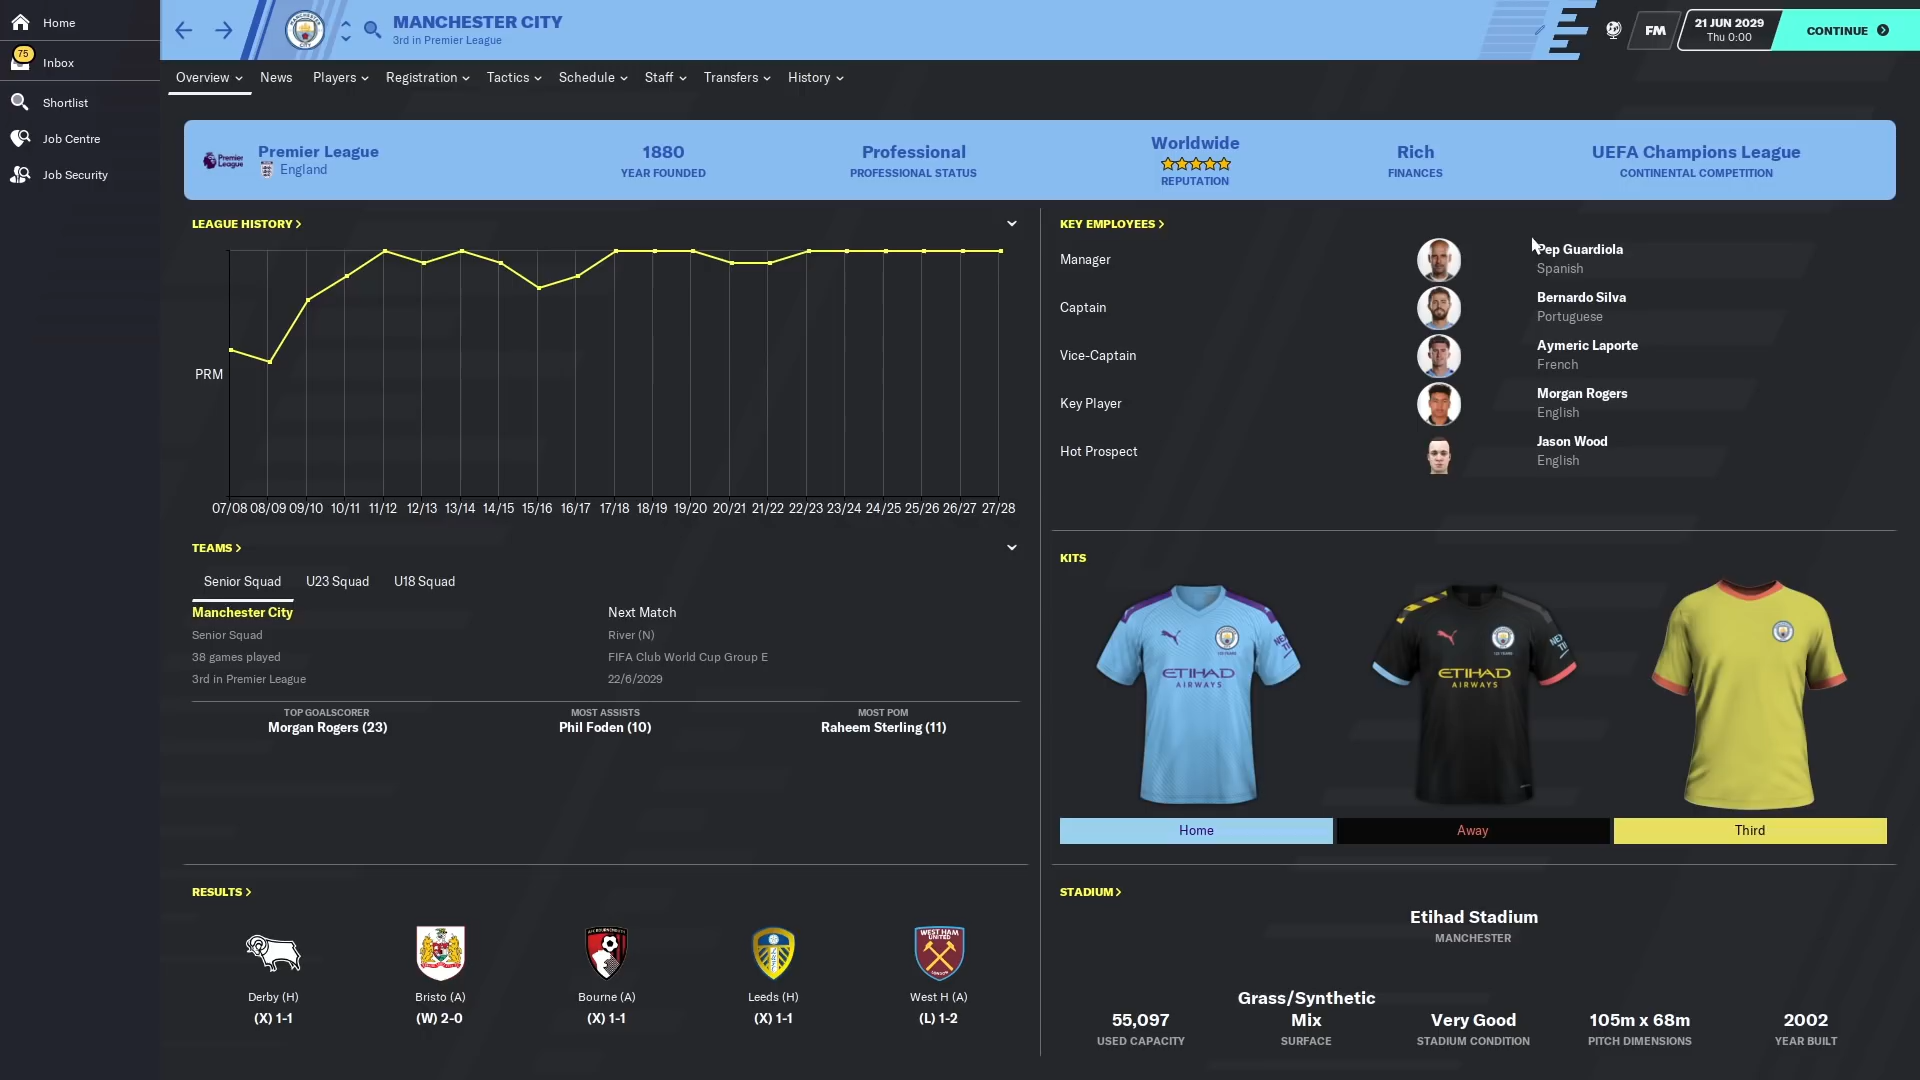 Home
75
Inbox
Shortlist
Job Centre
Job Security
MANCHESTER CITY
3rd in Premier League
FM
21 JUN 2029
Thu 0:00
CONTINUE
Overview
News
Players
Registration
Tactics
Schedule
Staff
Transfers
History
Premier League
Premier League
England
1880
YEAR FOUNDED
Professional
PROFESSIONAL STATUS
Worldwide
REPUTATION
Rich
FINANCES
UEFA Champions League
CONTINENTAL COMPETITION
LEAGUE HISTORY >
PRM
07/08 08/09 09/10 10/11 11/12 12/13 13/14 14/15 15/16 16/17 17/18 18/19 19/20 20/21 21/22 22/23 23/24 24/25 25/26 26/27 27/28
KEY EMPLOYEES >
Manager
Pep Guardiola
Spanish
Captain
Bernardo Silva
Portuguese
Vice-Captain
Aymeric Laporte
French
Key Player
Morgan Rogers
English
Hot Prospect
Jason Wood
English
TEAMS >
Senior Squad
U23 Squad
U18 Squad
Manchester City
Senior Squad
38 games played
3rd in Premier League
Next Match
River (N)
FIFA Club World Cup Group E
22/6/2029
TOP GOALSCORER
Morgan Rogers (23)
MOST ASSISTS
Phil Foden (10)
MOST POM
Raheem Sterling (11)
KITS
ETIHAD
AIRWAYS
ETIHAD
AIRWAYS
Home
Away
Third
RESULTS >
WEST HAM
UNITED
LONDON
Derby (H)
(X) 1-1
Bristo (A)
(W) 2-0
Bourne (A)
(X) 1-1
Leeds (H)
(X) 1-1
West H (A)
(L) 1-2
STADIUM >
Etihad Stadium
MANCHESTER
55,097
USED CAPACITY
Grass/Synthetic
Mix
SURFACE
Very Good
STADIUM CONDITION
105m x 68m
PITCH DIMENSIONS
2002
YEAR BUILT